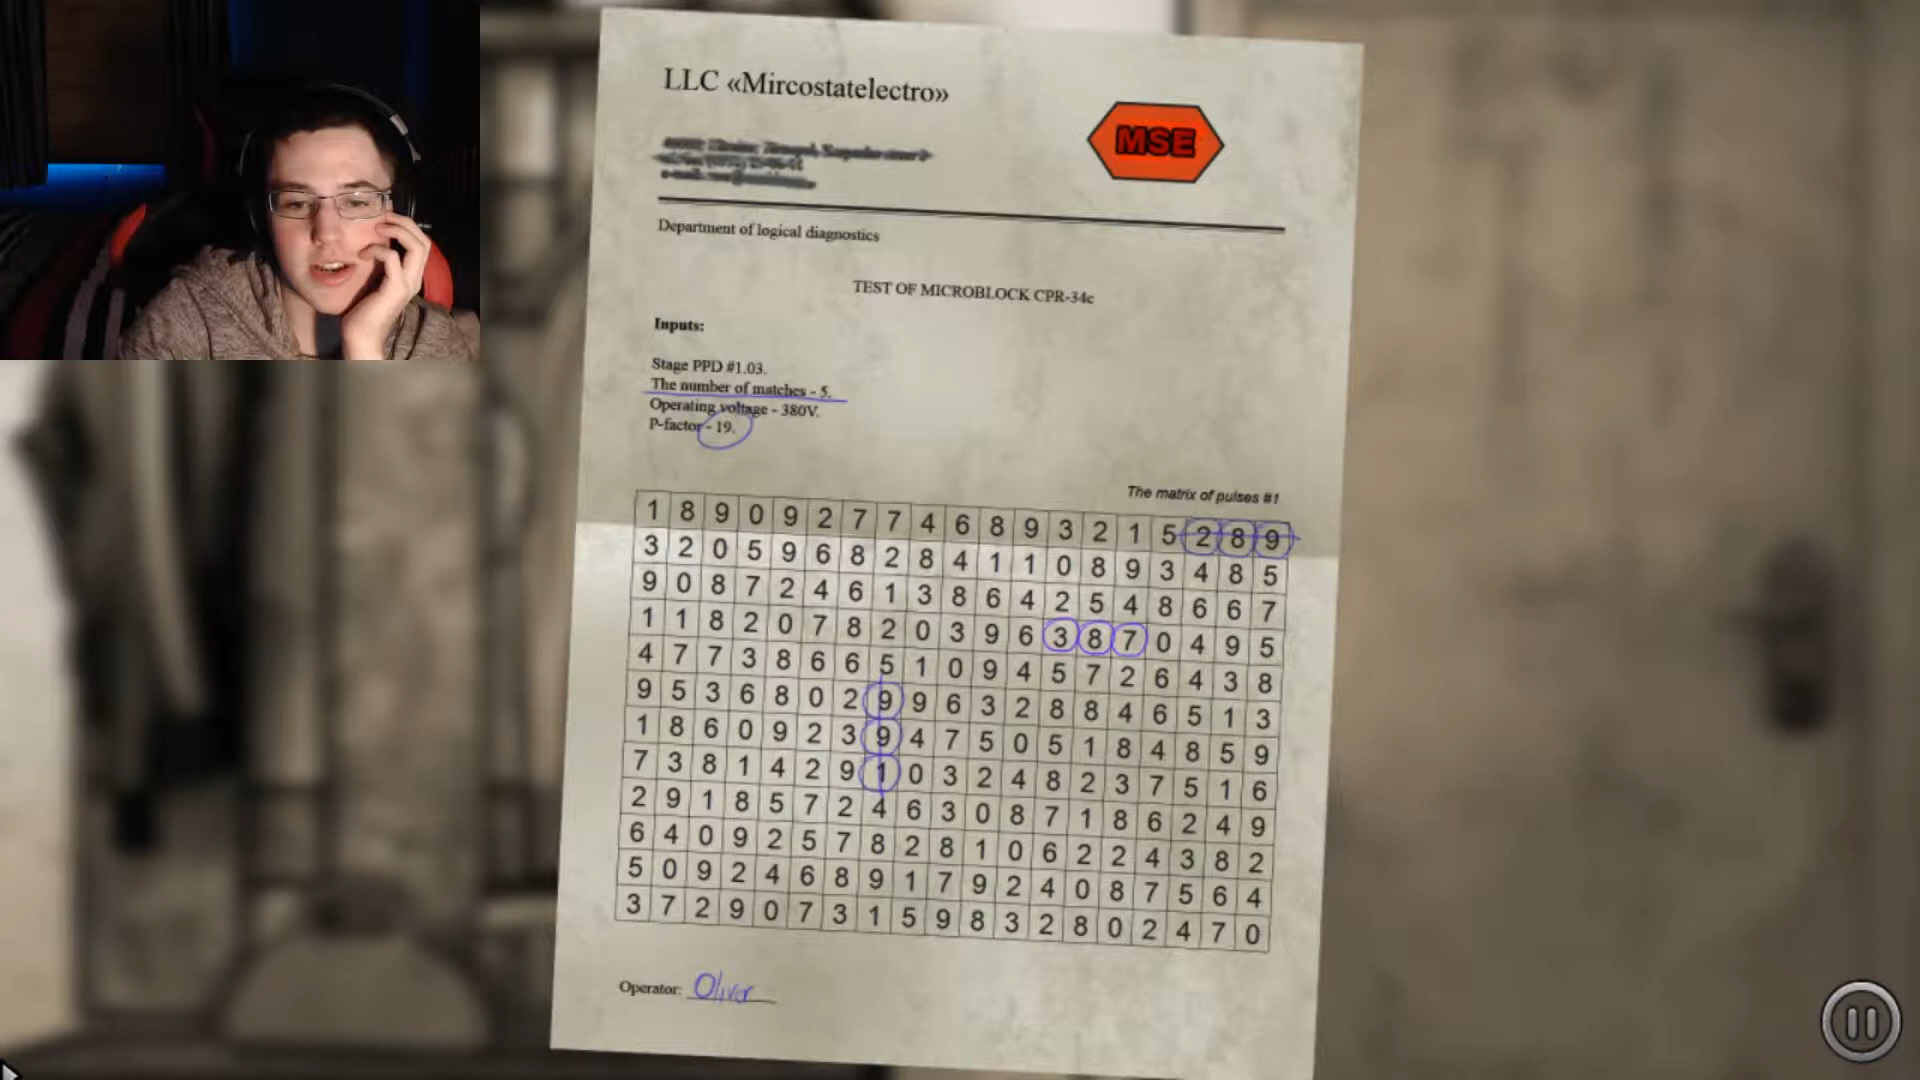 LLC «Mircostatelectro»
MSE
Department of logical diagnostics
TEST OF MICROBLOCK CPR-34c
Inputs:
Stage PPD #1.03.
The number of matches - 5.
Operating voltage - 380V.
P-factor - 19.
The matrix of pulses #1
1 8 9 0 9 2 7 7 4 6 8 9 3 2 1 5 2 8 9
3 2 0 5 9 6 8 2 8 4 1 1 0 8 9 3 4 8 5
9 0 8 7 2 4 6 1 3 8 6 4 2 5 4 8 6 6 7
1 1 8 2 0 7 8 2 0 3 9 6 3 8 7 0 4 9 5
4 7 7 3 8 6 6 5 1 0 9 4 5 7 2 6 4 3 8
9 5 3 6 8 0 2 9 9 6 3 2 8 8 4 6 5 1 3
1 8 6 0 9 2 3 9 4 7 5 0 5 1 8 4 8 5 9
7 3 8 1 4 2 9 1 0 3 2 4 8 2 3 7 5 1 6
2 9 1 8 5 7 2 4 6 3 0 8 7 1 8 6 2 4 9
6 4 0 9 2 5 7 8 2 8 1 0 6 2 2 4 3 8 2
5 0 9 2 4 6 8 9 1 7 9 2 4 0 8 7 5 6 4
3 7 2 9 0 7 3 1 5 9 8 3 2 8 0 2 4 7 0
Operator: Oliver